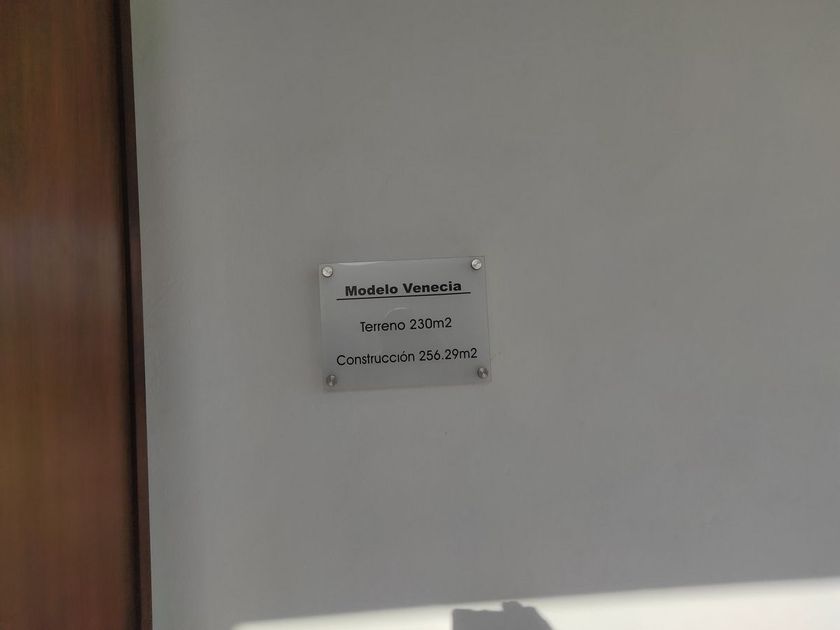 Modelo Venecia
Terreno 230m2
Construcción 256.29m2